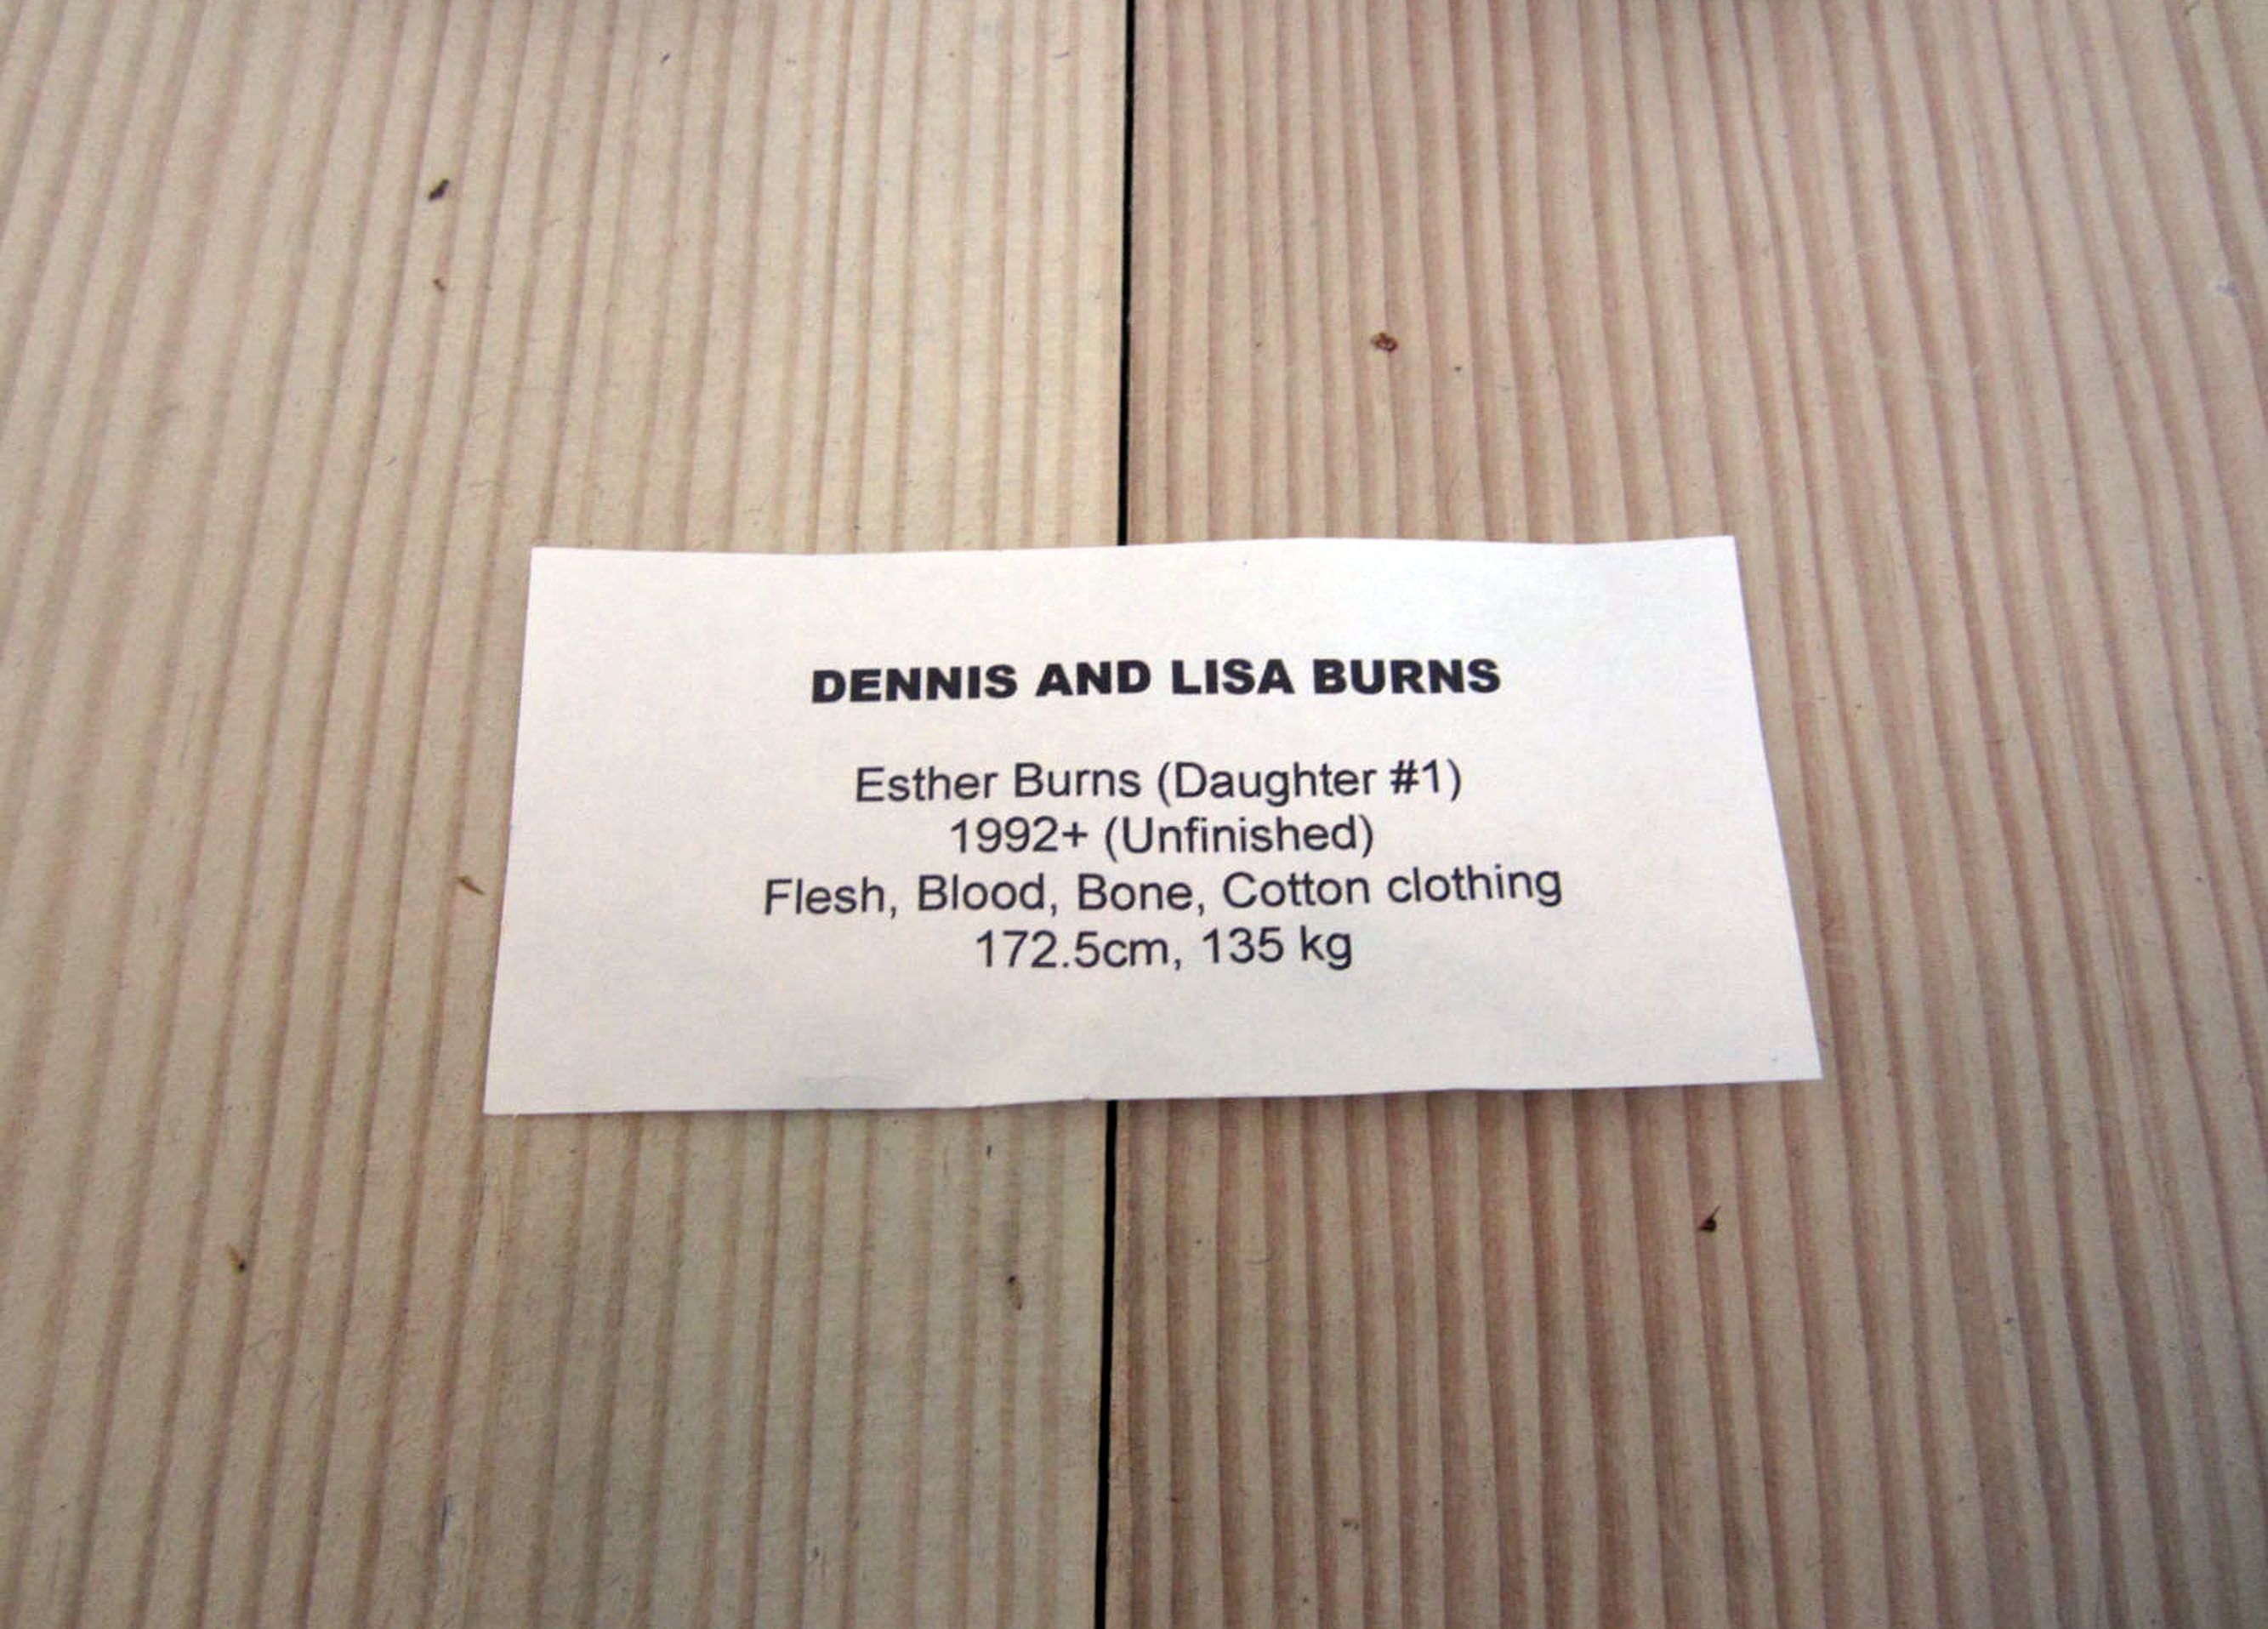 DENNIS AND LISA BURNS
Esther Burns (Daughter #1)
1992+ (Unfinished)
Flesh, Blood, Bone, Cotton clothing
172.5cm, 135 kg